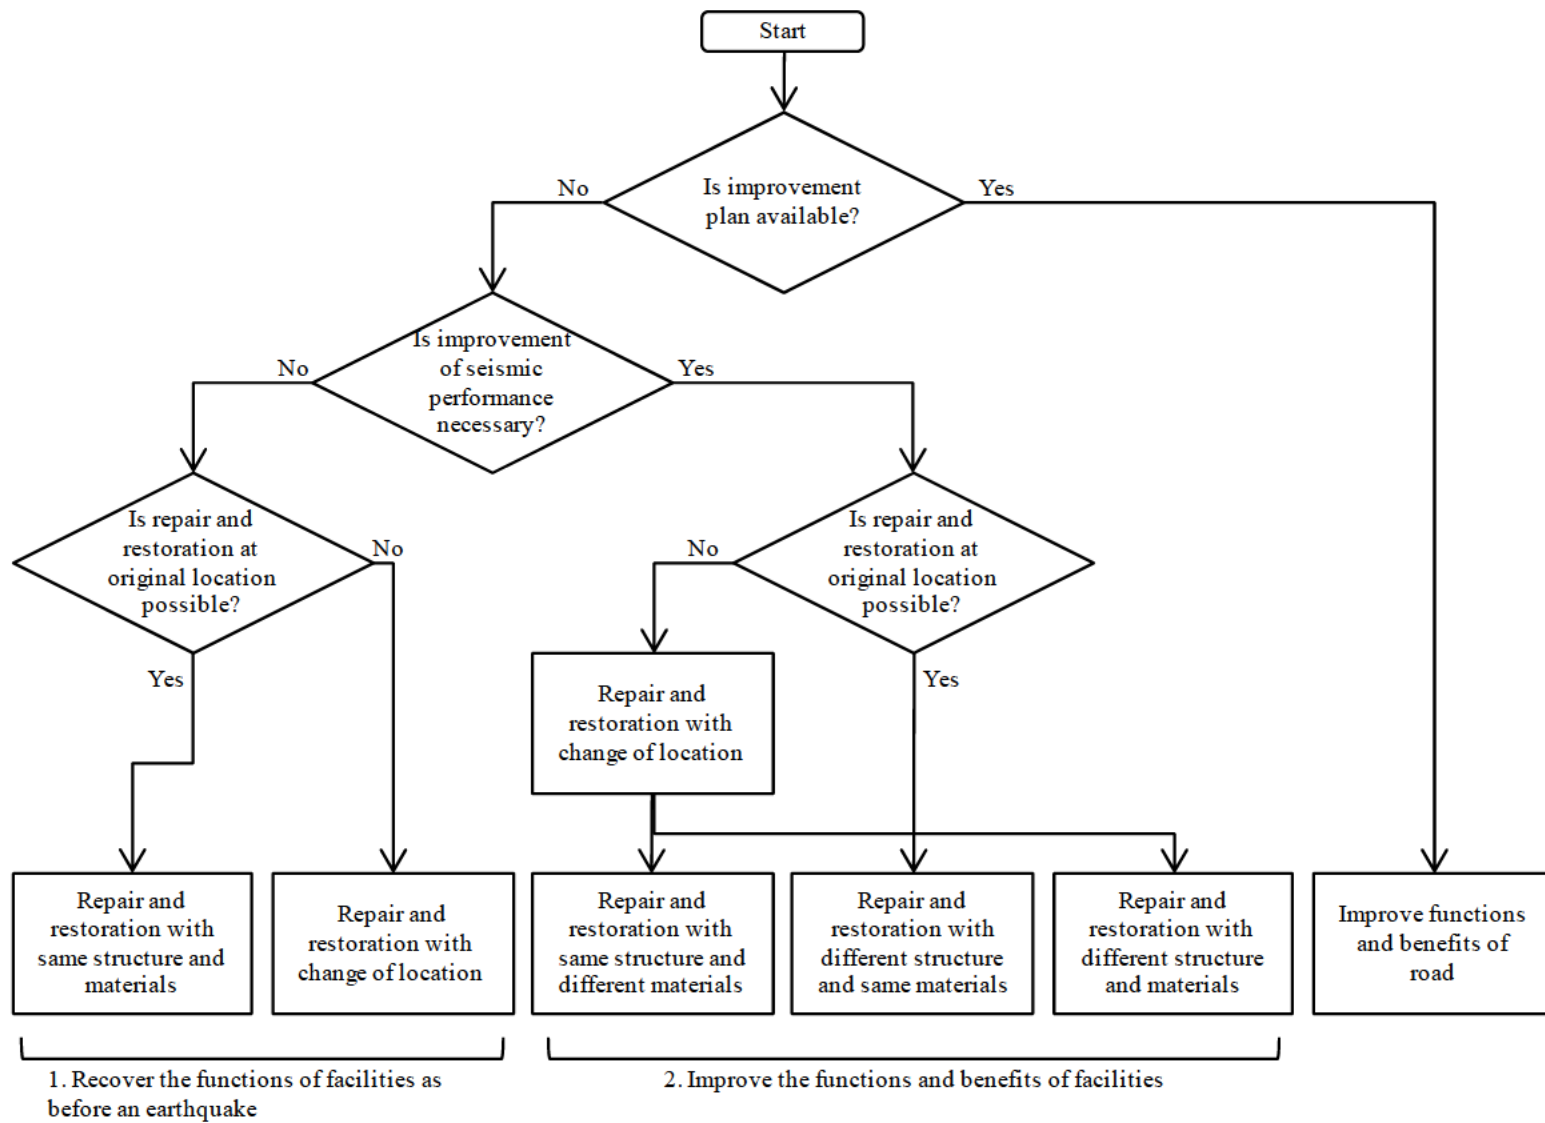 Start
Is improvement
plan available?
No
Yes
Is improvement
of seismic
performance
necessary?
No
Yes
Is repair and
restoration at
original location
possible?
No
Yes
Is repair and
restoration at
original location
possible?
No
Yes
Repair and
restoration with
change of location
Repair and
restoration with
same structure and
materials
Repair and
restoration with
change of location
Repair and
restoration with
same structure and
different materials
Repair and
restoration with
different structure
and same materials
Repair and
restoration with
different structure
and materials
Improve functions
and benefits of
road
1. Recover the functions of facilities as
before an earthquake
2. Improve the functions and benefits of facilities